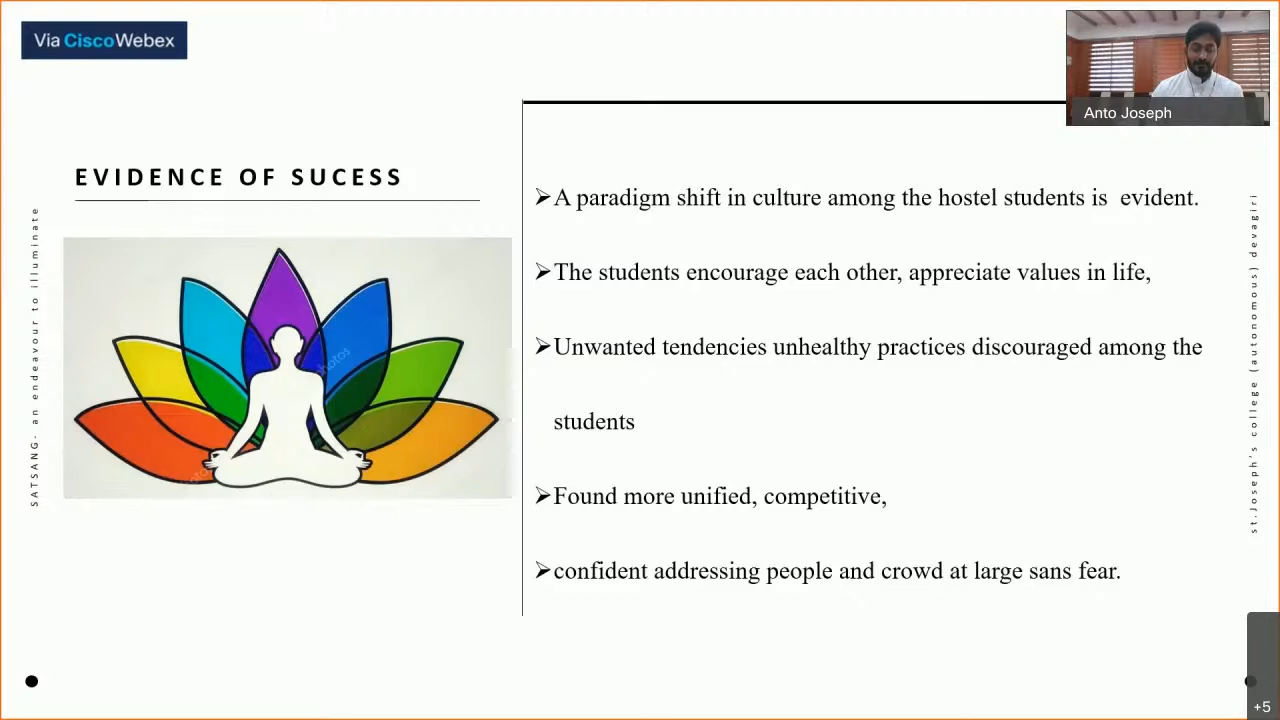 Via CiscoWebex
Anto Joseph
EVIDENCE OF SUCESS
SATSANG- an endeavour to illuminate
➢A paradigm shift in culture among the hostel students is evident.
➢The students encourage each other, appreciate values in life,
➢Unwanted tendencies unhealthy practices discouraged among the
students
➢Found more unified, competitive,
➢confident addressing people and crowd at large sans fear.
st.Joseph's college (autonomous) devagiri
+5